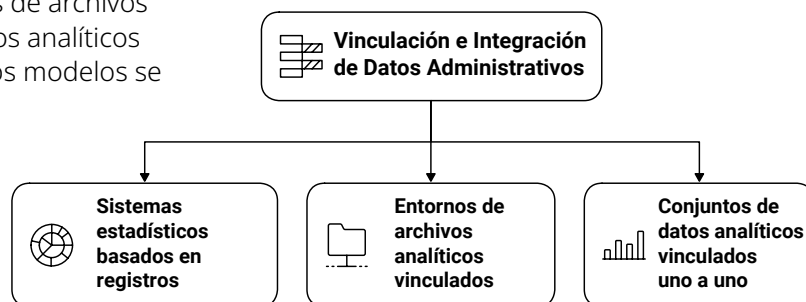 de archivos
os analíticos
os modelos se
Vinculación e Integración
de Datos Administrativos
Sistemas
estadísticos
basados en
registros
Entornos de
archivos
analíticos
vinculados
Conjuntos de
datos analíticos
vinculados
uno a uno